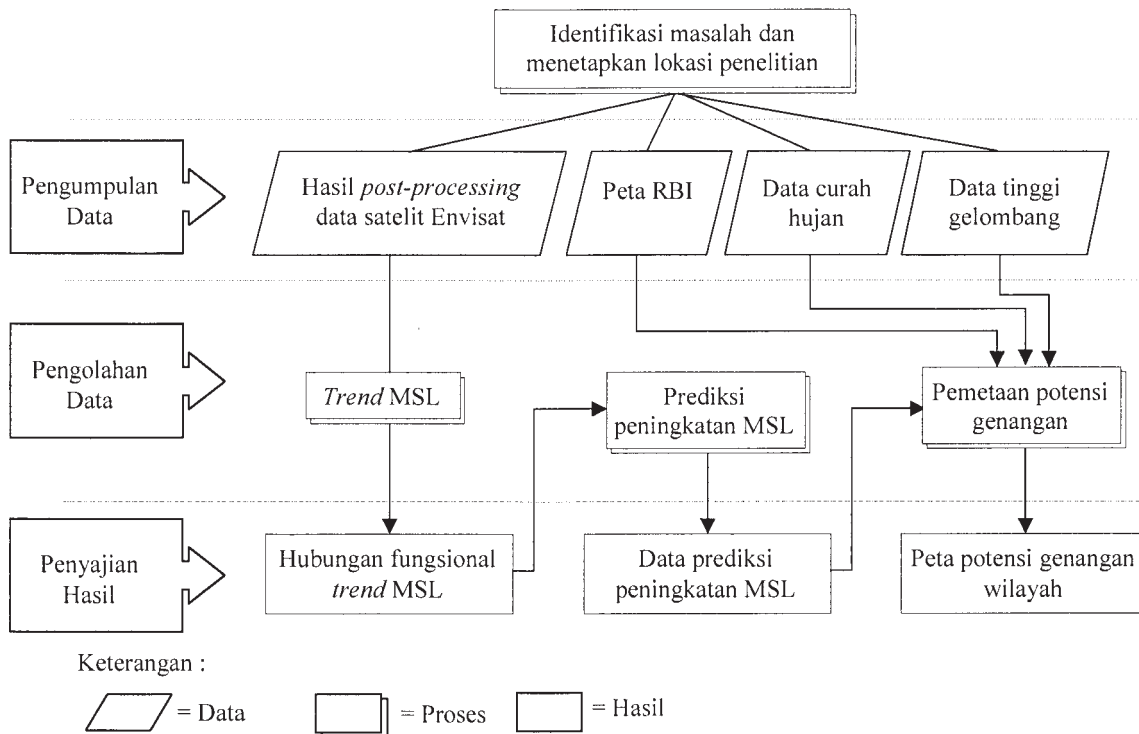 Identifikasi masalah dan
menetapkan lokasi penelitian
Pengumpulan
Data
Hasil post-processing
data satelit Envisat
Peta RBI
Data curah
hujan
Data tinggi
gelombang
Pengolahan
Data
Trend MSL
Prediksi
peningkatan MSL
Pemetaan potensi
genangan
Penyajian
Hasil
Hubungan fungsional
trend MSL
Data prediksi
peningkatan MSL
Peta potensi genangan
wilayah
Keterangan :
= Data
= Proses
= Hasil